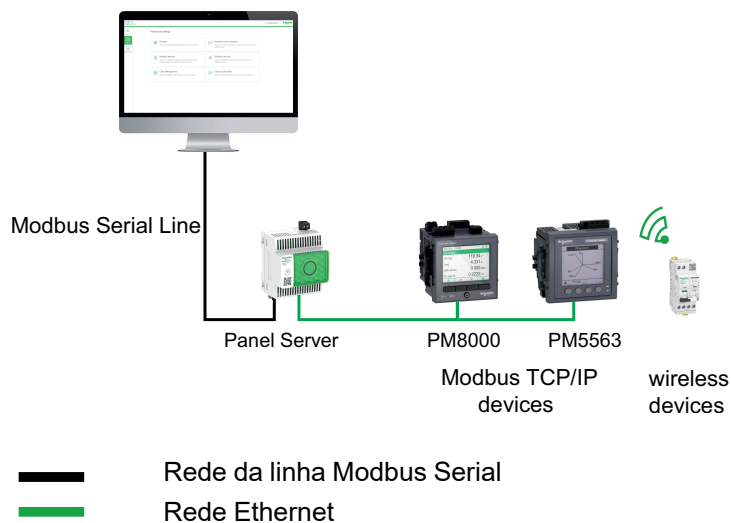 Modbus Serial Line
Panel Server
PM8000
PM5563
Modbus TCP/IP
devices
wireless
devices
Rede da linha Modbus Serial
Rede Ethernet